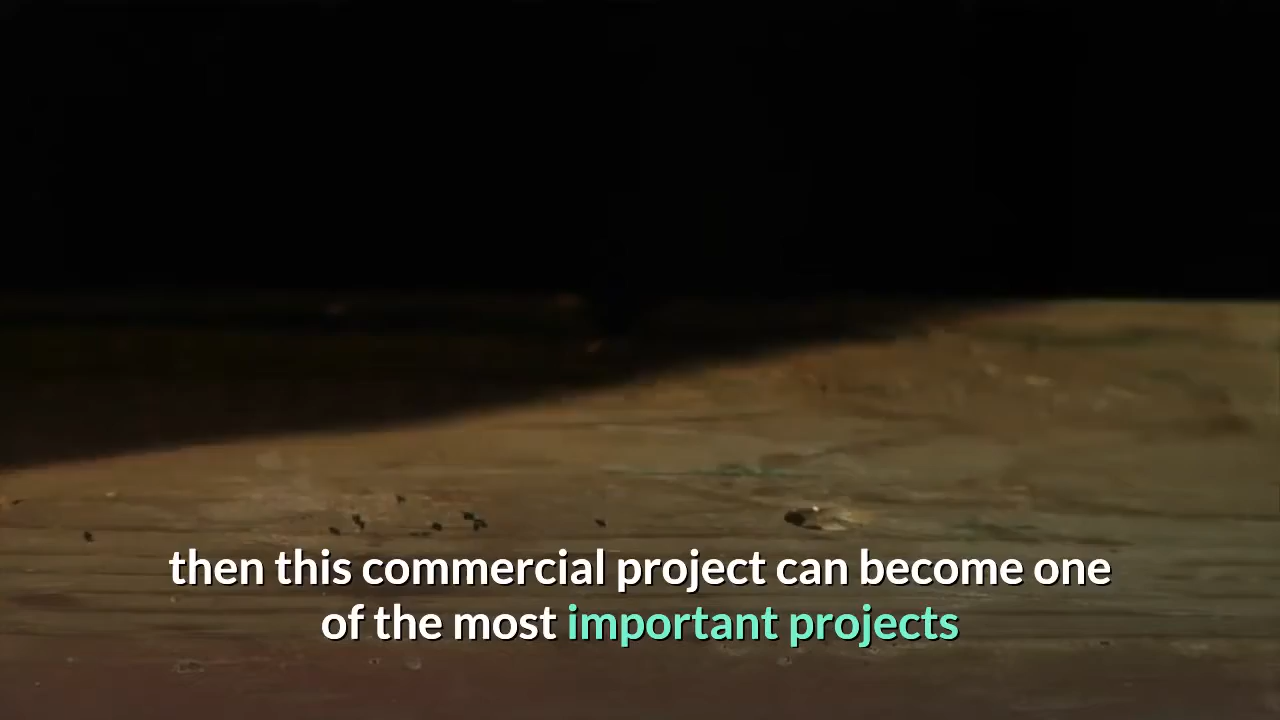 then this commercial project can become one
of the most important projects